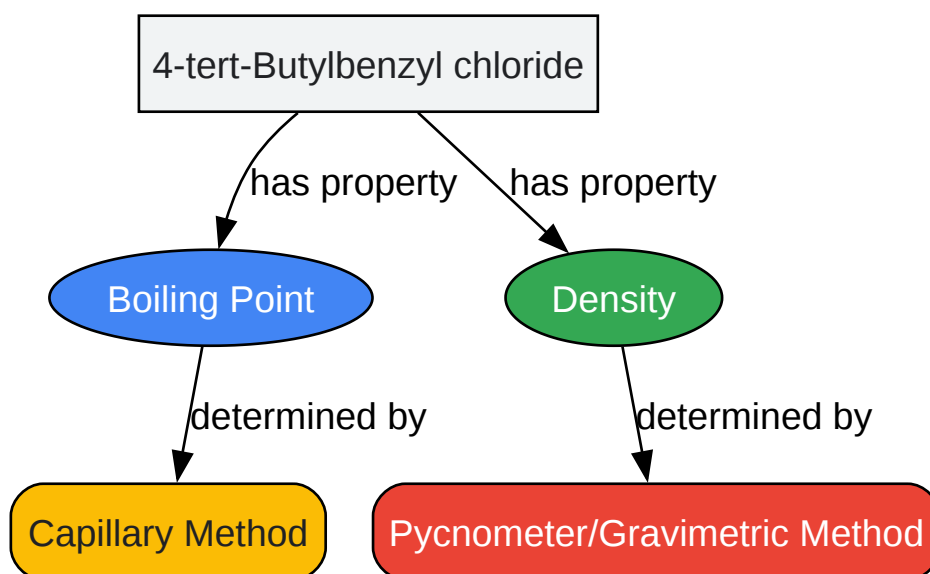 4-tert-Butylbenzyl chloride
has property
has property
Boiling Point
Density
determined by
determined by
Capillary Method
Pycnometer/Gravimetric Method